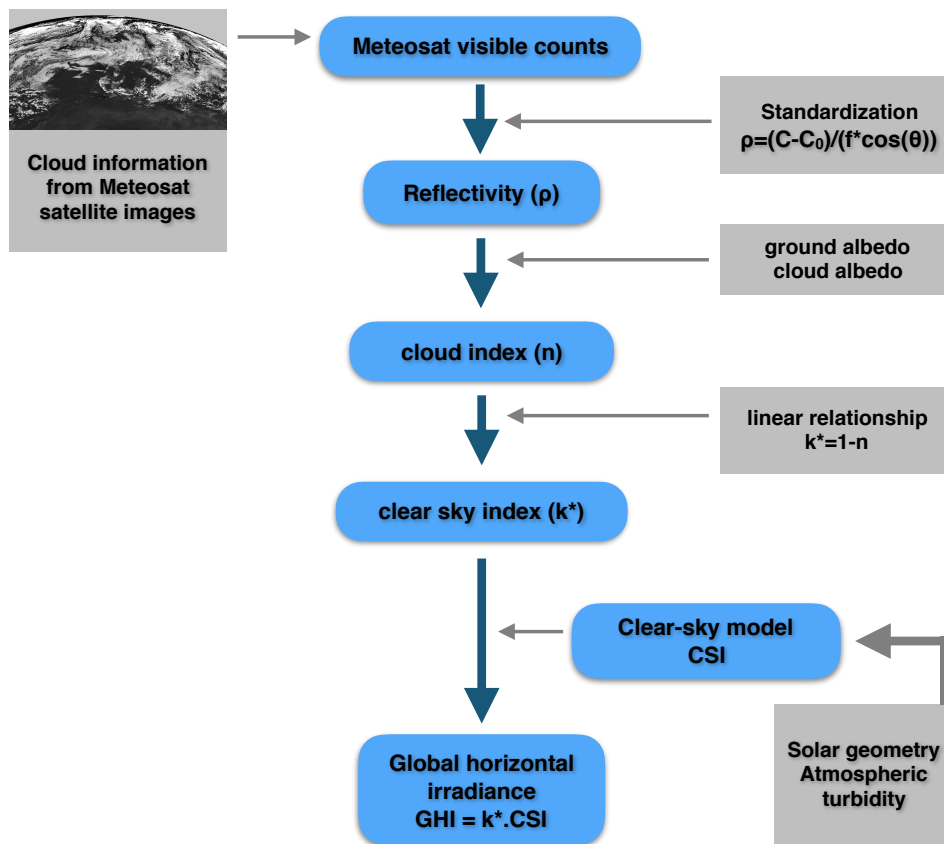 Meteosat visible counts
Cloud information
from Meteosat
satellite images
Standardization
ρ=(C-C₀)/(f*cos(θ))
Reflectivity (ρ)
ground albedo
cloud albedo
cloud index (n)
linear relationship
k*=1-n
clear sky index (k*)
Clear-sky model
CSI
Solar geometry
Atmospheric
turbidity
Global horizontal
irradiance
GHI = k*.CSI